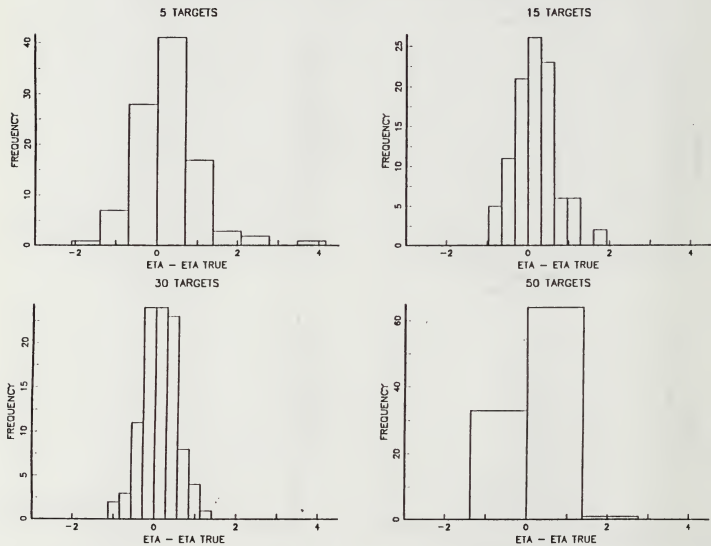 5 TARGETS
FREQUENCY
0 10 20 30 40
-2 0 2 4
ETA - ETA TRUE
15 TARGETS
FREQUENCY
0 5 10 15 20 25
-2 0 2 4
ETA - ETA TRUE
30 TARGETS
FREQUENCY
0 5 10 20
-2 0 2 4
ETA - ETA TRUE
50 TARGETS
FREQUENCY
0 20 40 60
-2 0 2 4
ETA - ETA TRUE